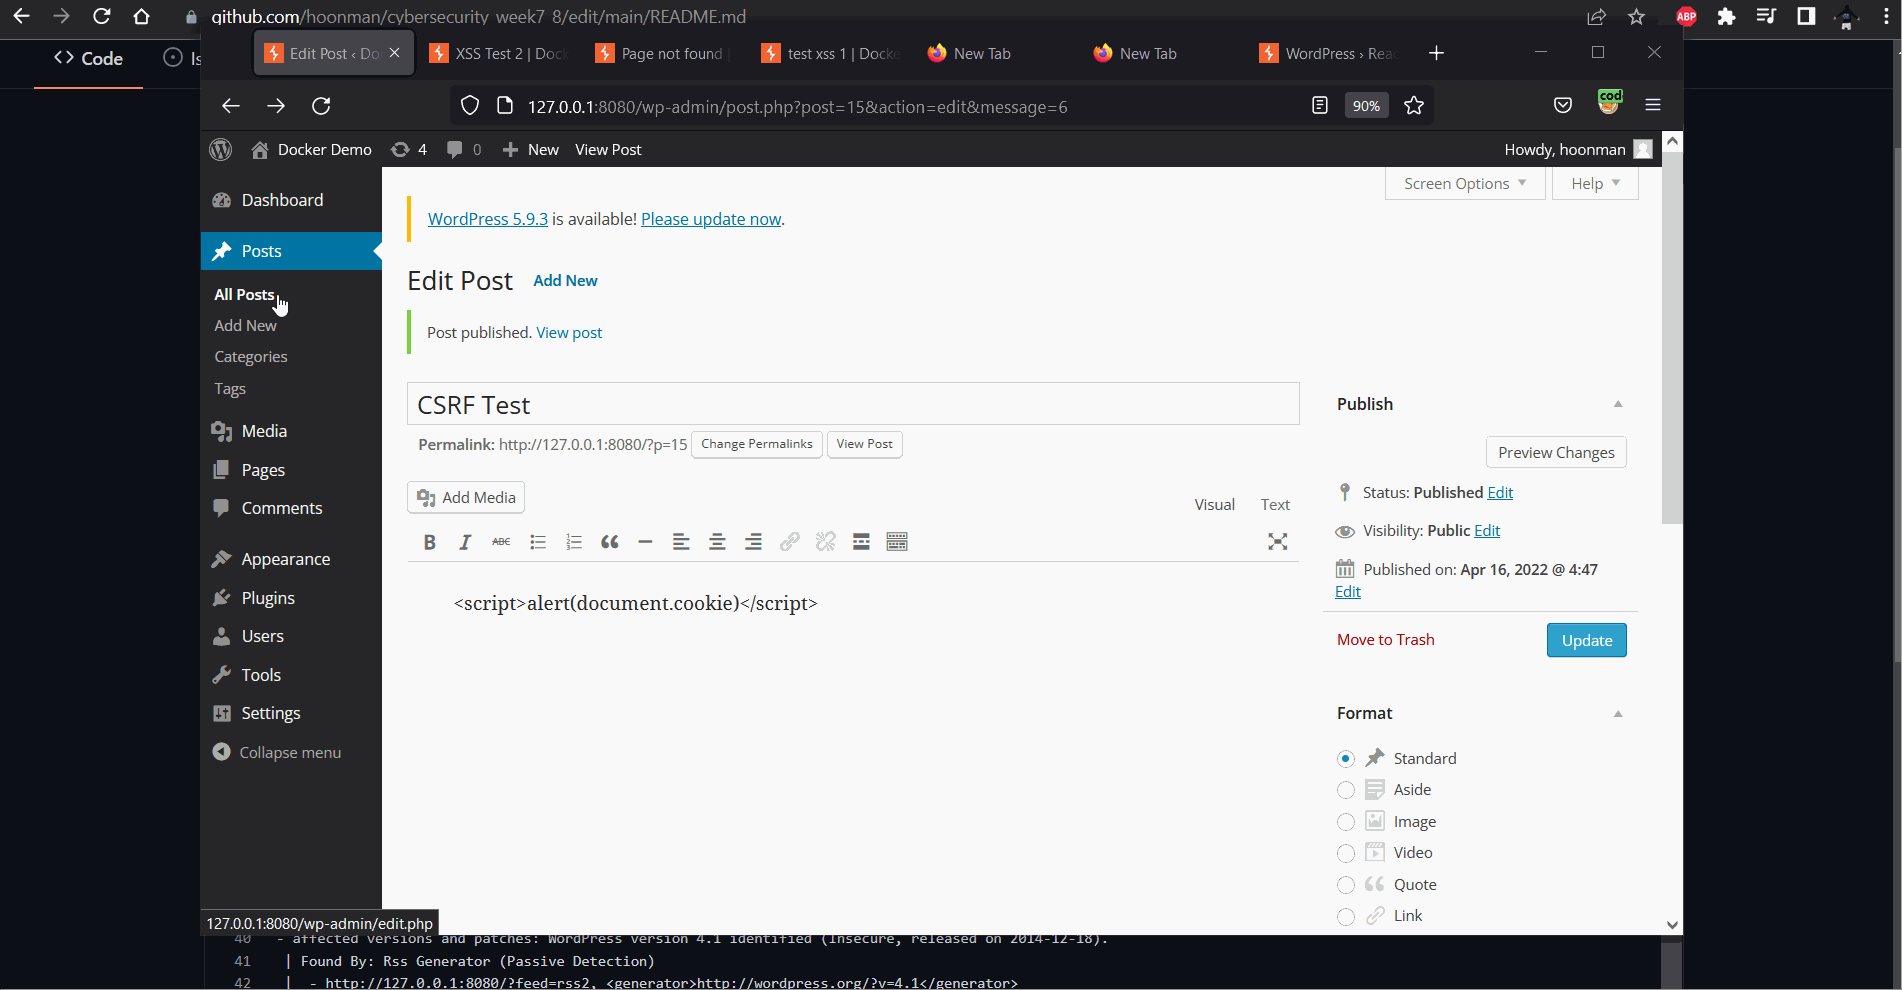 github.com/hoonman/cybersecurity_week7_8/edit/main/README.md
ABP
<> Code
Is
Edit Post ‹ Do
XSS Test 2 | Dock
Page not found |
test xss 1 | Docke
New Tab
New Tab
WordPress › Rea
127.0.0.1:8080/wp-admin/post.php?post=15&action=edit&message=6
90%
cod
Docker Demo
4
0
New
View Post
Howdy, hoonman
Screen Options
Help
Dashboard
WordPress 5.9.3 is available! Please update now.
Posts
Edit Post
Add New
All Posts
Add New
Post published. View post
Categories
Tags
CSRF Test
Publish
Media
Permalink: http://127.0.0.1:8080/?p=15
Change Permalinks
View Post
Preview Changes
Pages
Add Media
Visual
Text
Status: Published Edit
Comments
Visibility: Public Edit
B
I
ABC
Appearance
Published on: Apr 16, 2022 @ 4:47
Edit
Plugins
<script>alert(document.cookie)</script>
Users
Move to Trash
Update
Tools
Settings
Format
Collapse menu
Standard
Aside
Image
Video
Quote
Link
127.0.0.1:8080/wp-admin/edit.php
40 - affected versions and patches: WordPress version 4.1 identified (Insecure, released on 2014-12-18).
41 | Found By: Rss Generator (Passive Detection)
42 | - http://127.0.0.1:8080/?feed=rss2, <generator>http://wordpress.org/?v=4.1</generator>